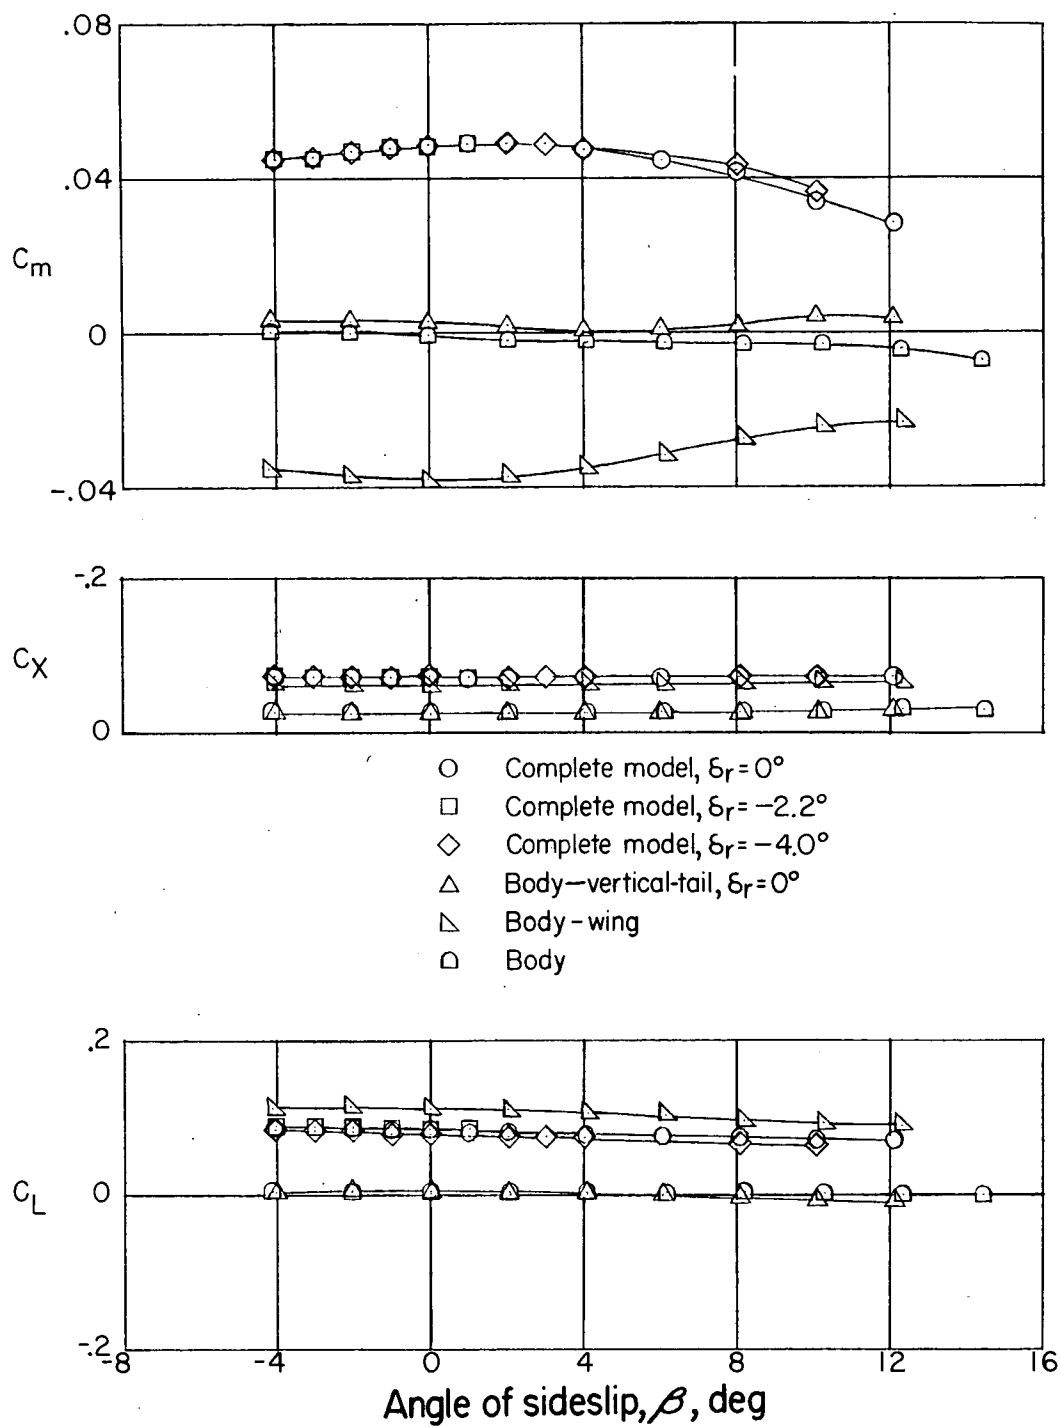 .08
.04
C_m
0
-.04
-.2
C_X
0
Complete model, δ_r = 0°
Complete model, δ_r = −2.2°
Complete model, δ_r = −4.0°
Body—vertical-tail, δ_r = 0°
Body - wing
Body
.2
C_L
0
-.2
-8 -4 0 4 8 12 16
Angle of sideslip, β, deg